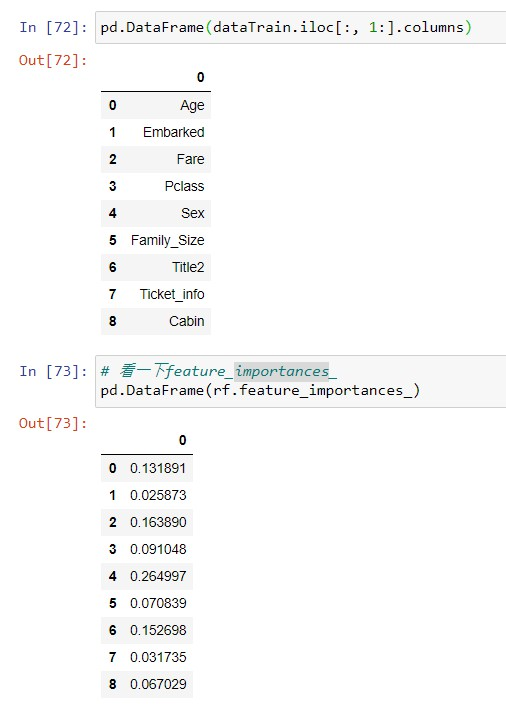 In [72]: pd.DataFrame(dataTrain.iloc[:, 1:].columns)
Out[72]:
0
0 Age
1 Embarked
2 Fare
3 Pclass
4 Sex
5 Family_Size
6 Title2
7 Ticket_info
8 Cabin
In [73]: # 看一下feature_importances_
pd.DataFrame(rf.feature_importances_)
Out[73]:
0
0 0.131891
1 0.025873
2 0.163890
3 0.091048
4 0.264997
5 0.070839
6 0.152698
7 0.031735
8 0.067029